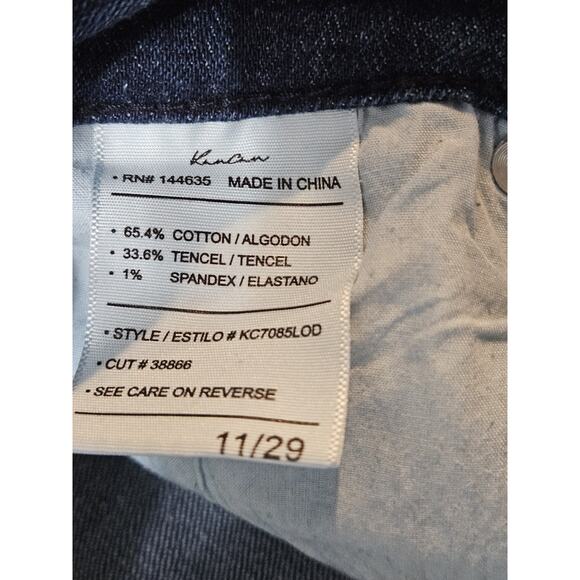 KanCan
• RN# 144635 MADE IN CHINA
• 65.4% COTTON / ALGODON
• 33.6% TENCEL / TENCEL
• 1% SPANDEX / ELASTANO
• STYLE / ESTILO # KC7085LOD
• CUT # 38866
• SEE CARE ON REVERSE
11/29